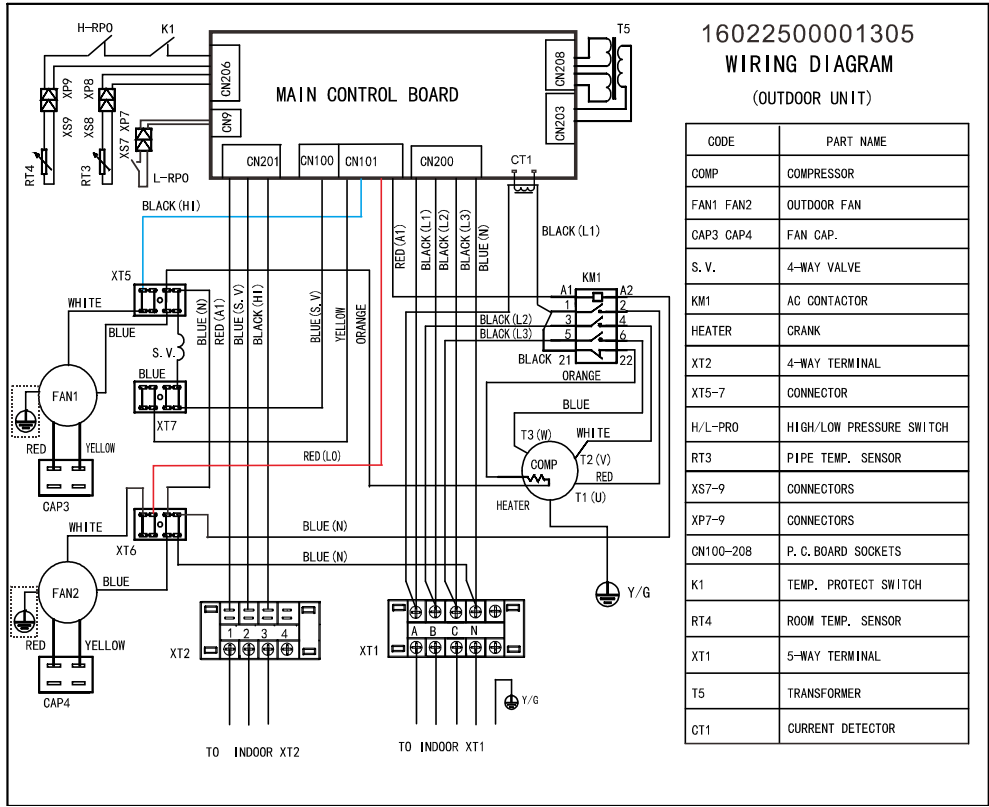 16022500001305
WIRING DIAGRAM
(OUTDOOR UNIT)
CODE PART NAME
COMP COMPRESSOR
FAN1 FAN2 OUTDOOR FAN
CAP3 CAP4 FAN CAP.
S.V. 4-WAY VALVE
KM1 AC CONTACTOR
HEATER CRANK
XT2 4-WAY TERMINAL
XT5-7 CONNECTOR
H/L-PRO HIGH/LOW PRESSURE SWITCH
RT3 PIPE TEMP. SENSOR
XS7-9 CONNECTORS
XP7-9 CONNECTORS
CN100-208 P.C.BOARD SOCKETS
K1 TEMP. PROTECT SWITCH
RT4 ROOM TEMP. SENSOR
XT1 5-WAY TERMINAL
T5 TRANSFORMER
CT1 CURRENT DETECTOR
H-RPO K1
T5
MAIN CONTROL BOARD
CN206
CN9
CN208
CN203
CN201 CN100 CN101 CN200
CT1
XP9
XS9
RT4
XP8
XS8
RT3
XP7
XS7
L-RPO
BLACK(HI)
RED(A1)
BLACK(L1)
BLACK(L2)
BLACK(L3)
BLUE(N)
BLACK(L1)
XT5
WHITE
BLUE
S.V.
BLUE
XT7
BLUE(N)
RED(A1)
BLUE(S.V)
BLACK(HI)
BLUE(S.V)
YELLOW
ORANGE
KM1
A1 A2
1 2
BLACK(L2) 3 4
BLACK(L3) 5 6
BLACK 21 22
ORANGE
BLUE
WHITE
T3(W)
T2(V)
COMP
RED
T1(U)
HEATER
FAN1
RED YELLOW
CAP3
RED(LO)
WHITE
XT6
BLUE(N)
BLUE(N)
BLUE
FAN2
RED YELLOW
CAP4
Y/G
1 2 3 4
XT2
A B C N
XT1
Y/G
TO INDOOR XT2
TO INDOOR XT1